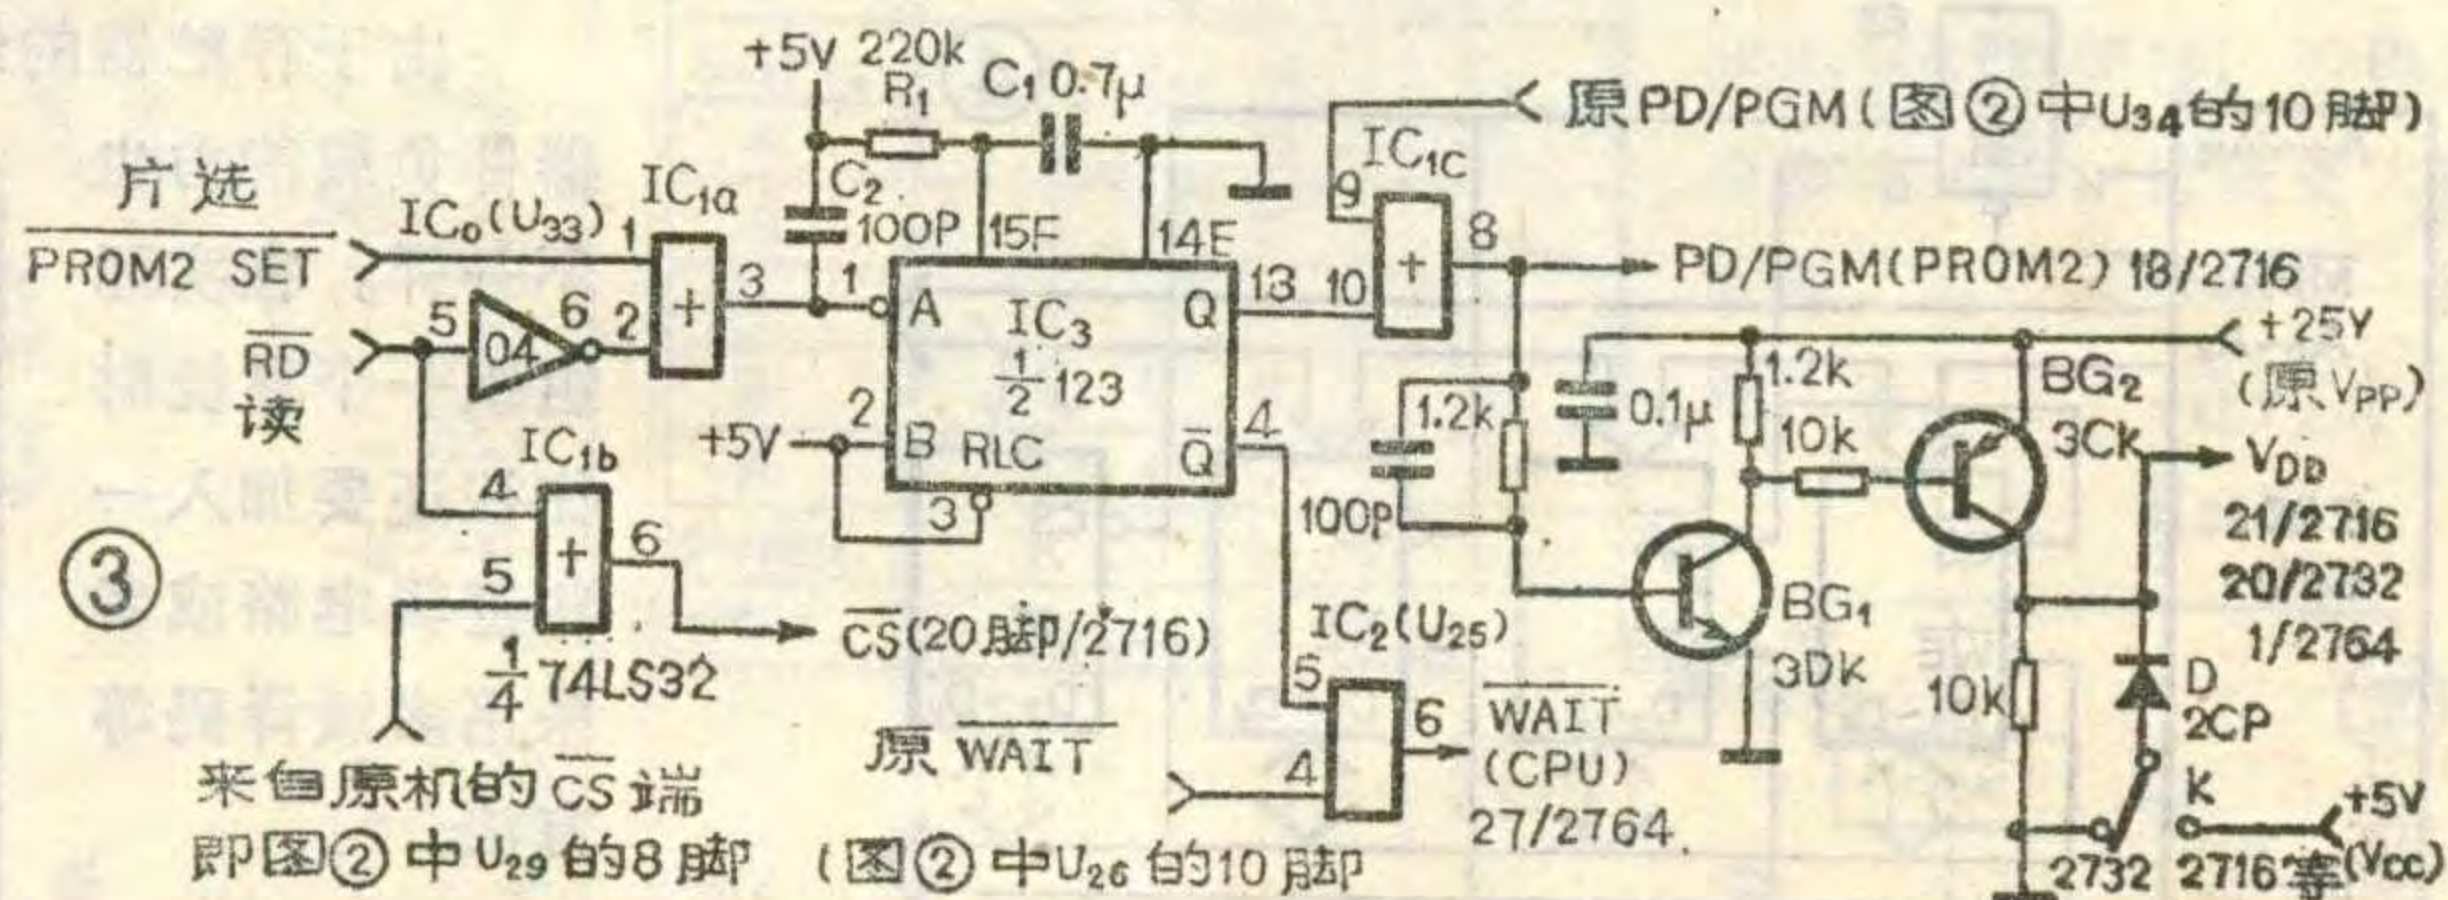 +5V 220k
R₁
C₁ 0.7μ
原PD/PGM(图②中U₃₄的10脚)
片选
IC₀(U₃₃) 1
IC₁ₐ
C₂
100P
15F
14E
IC₁C
9
8
PROM2 SET
+
3
1
A
IC₃
½ 123
Q
13
10
+
PD/PGM(PROM2) 18/2716
RD
读
5
04
6
2
+5V
2
B
RLC
3
Q
4
1.2k
100P
0.1μ
1.2k
10k
+25V
(原VPP)
BG₂
3Ck
VDD
21/2716
20/2732
1/2764
③
IC₁b
4
5
+
6
¼ 74LS32
CS(20脚/2716)
IC₂(U₂₅)
5
4
6
WAIT
(CPU)
27/2764
BG₁
3Dk
10k
D
2CP
K
+5V
(Vcc)
2732
2716等
原 WAIT
来自原机的 CS 端
即图②中U₂₉的8脚
(图②中U₂₆的10脚